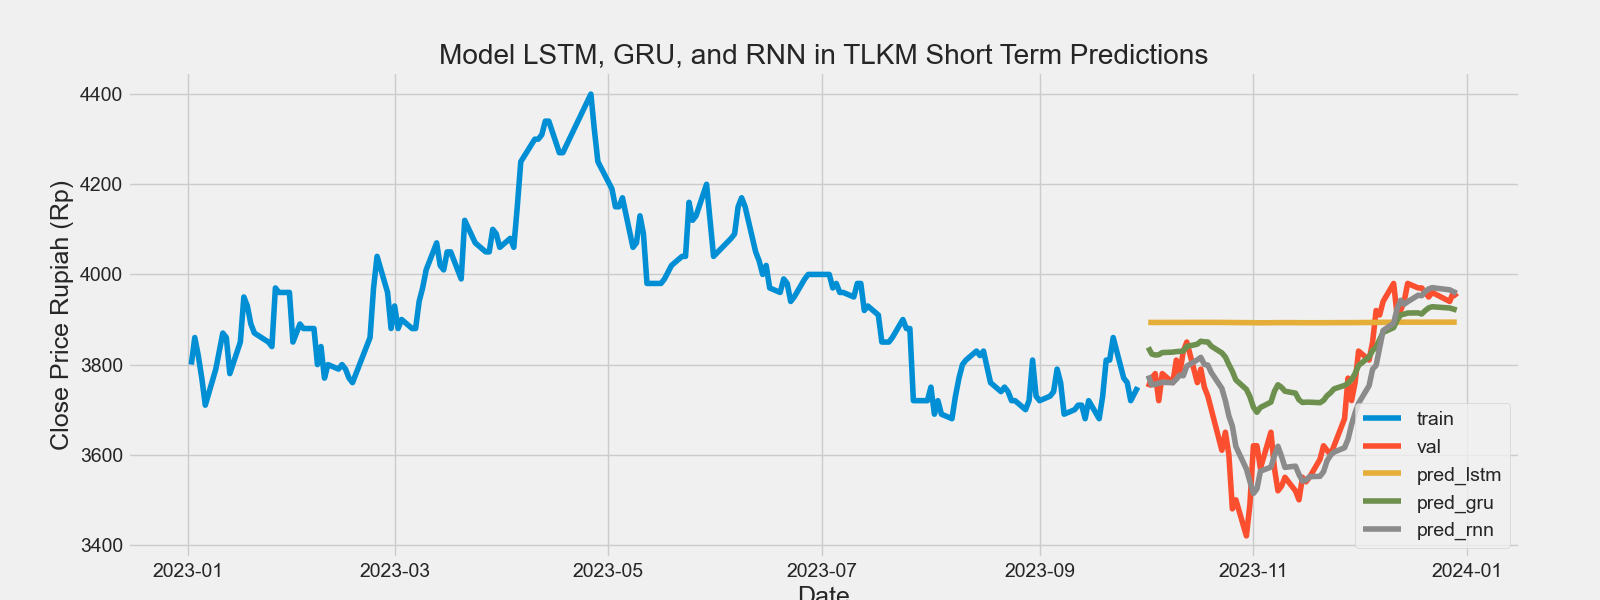 Model LSTM, GRU, and RNN in TLKM Short Term Predictions
Close Price Rupiah (Rp)
4400
4200
4000
3800
3600
3400
train
val
pred_lstm
pred_gru
pred_rnn
2023-01 2023-03 2023-05 2023-07 2023-09 2023-11 2024-01
Date